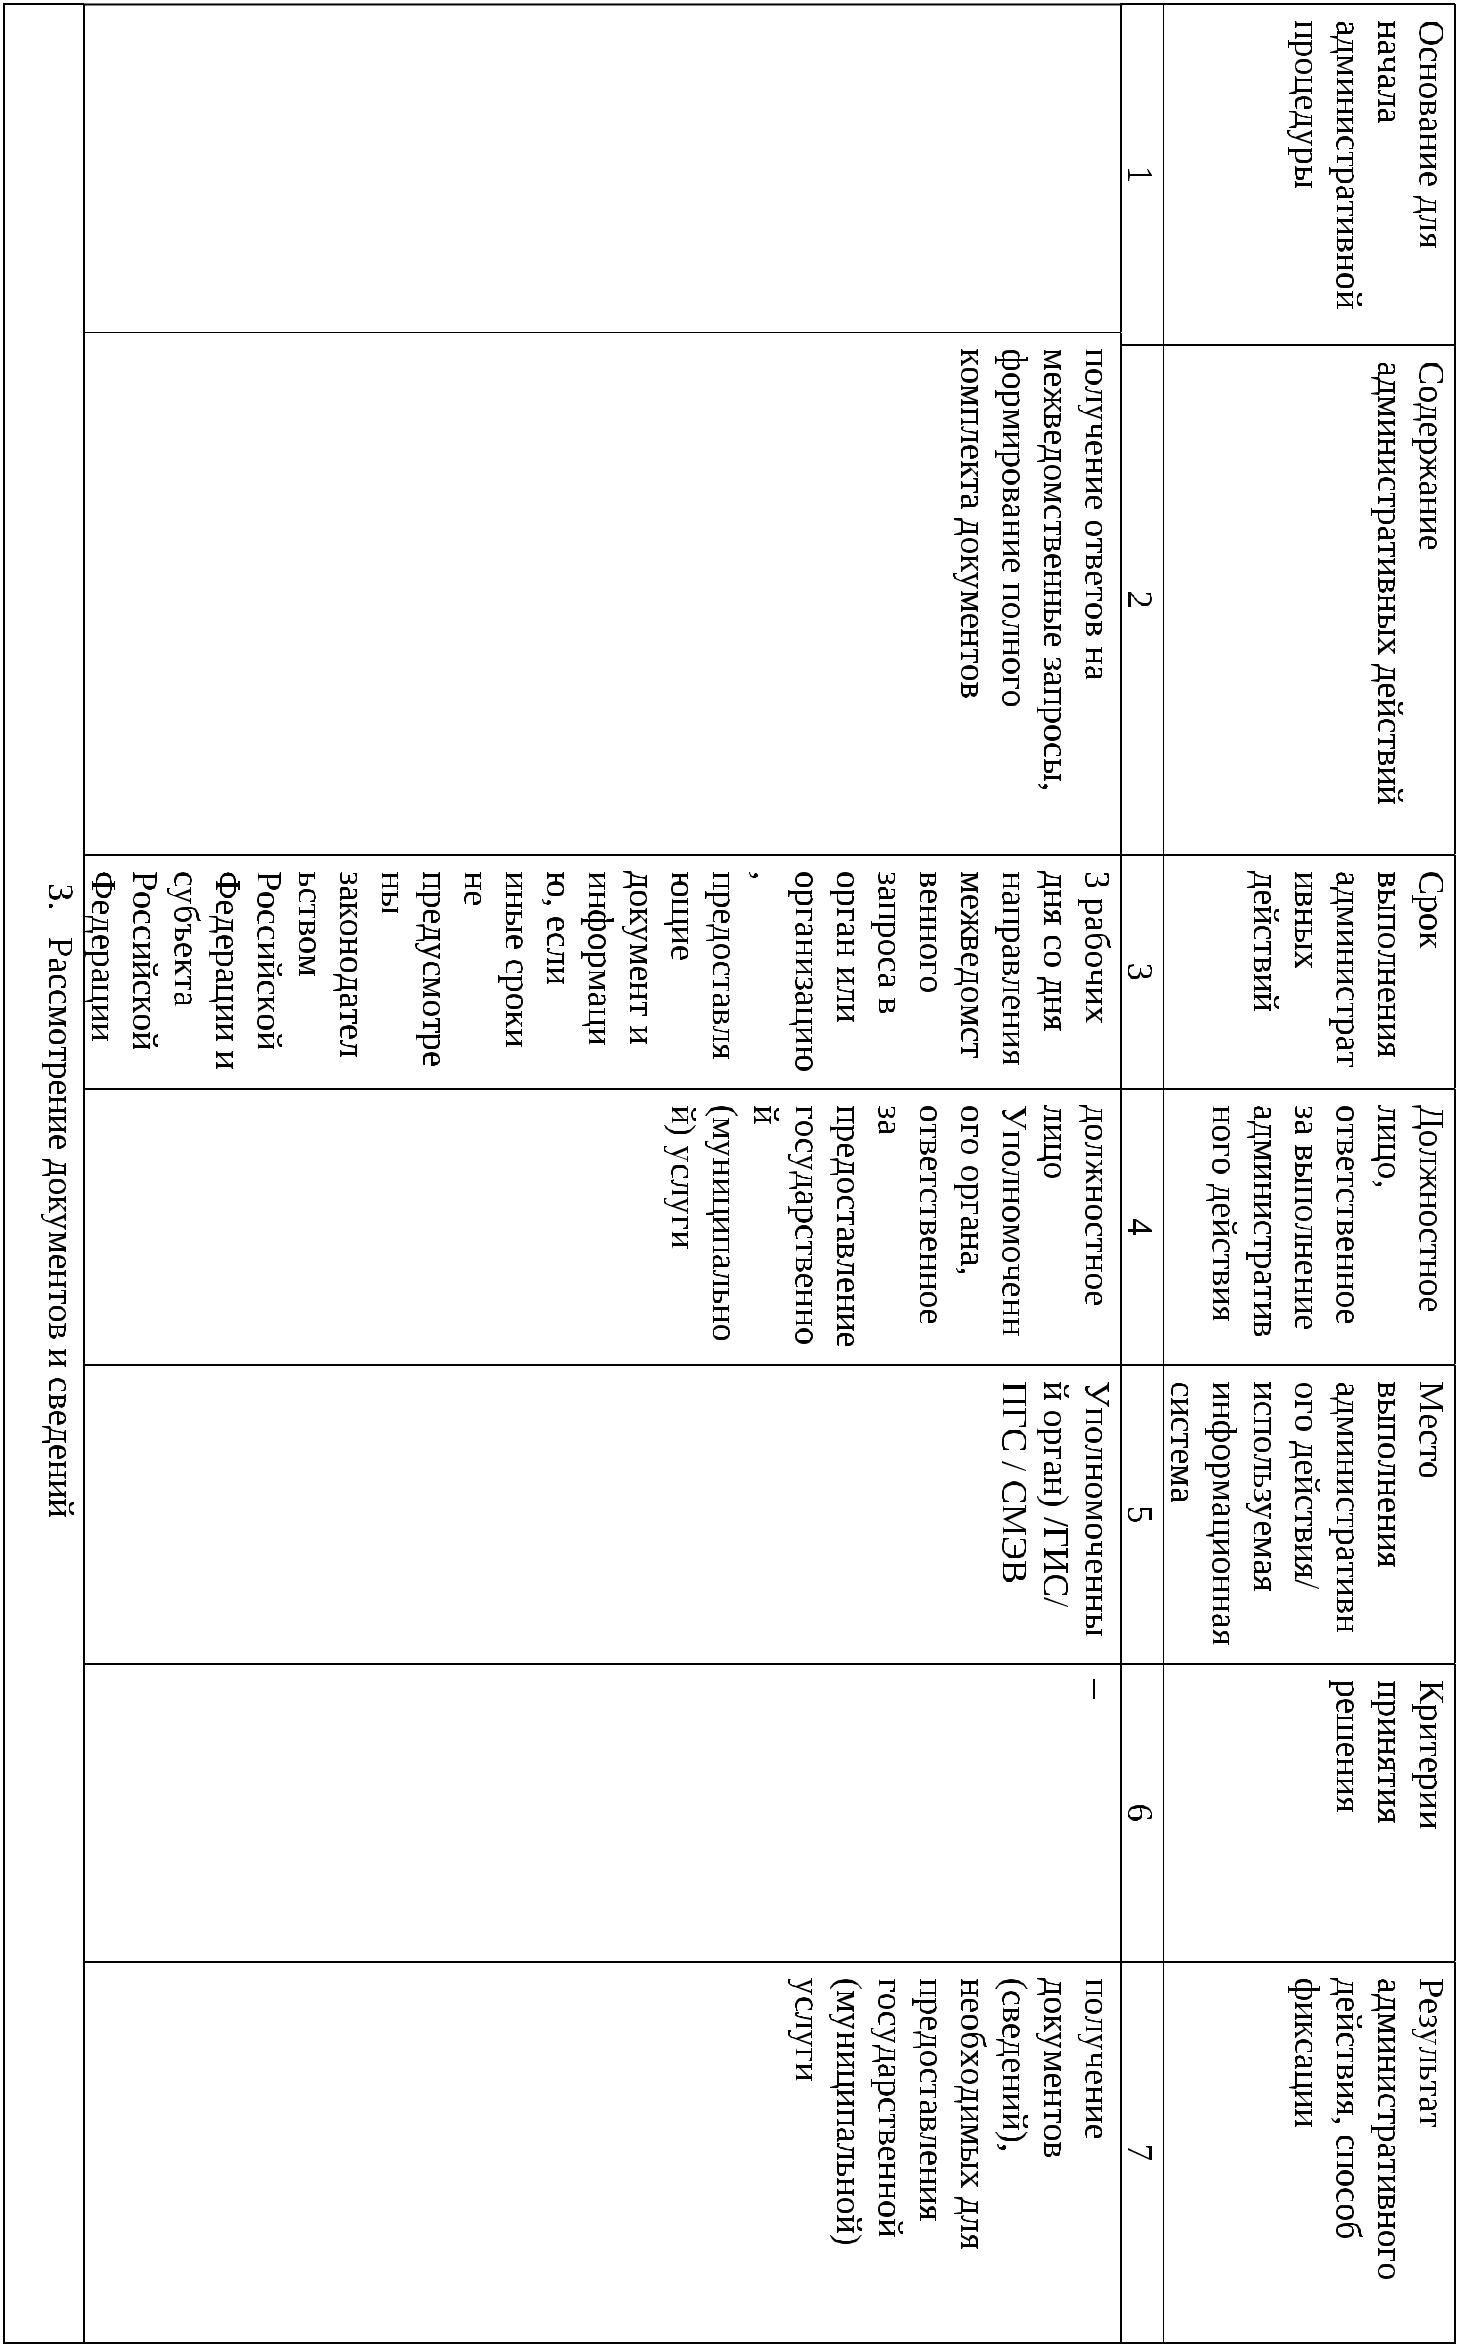 Основание для
начала
административной
процедуры
Содержание
административных действий
Срок
выполнения
администрат
ивных
действий
Должностное
лицо,
ответственное
за выполнение
административ
ного действия
Место
выполнения
административн
ого действия/
используемая
информационная
система
Критерии
принятия
решения
Результат
административного
действия, способ
фиксации
1
2
3
4
5
6
7
получение ответов на
межведомственные запросы,
формирование полного
комплекта документов
3 рабочих
дня со дня
направления
межведомст
венного
запроса в
орган или
организацию
,
предоставля
ющие
документ и
информаци
ю, если
иные сроки
не
предусмотре
ны
законодател
ьством
Российской
Федерации и
субъекта
Российской
Федерации
должностное
лицо
Уполномоченн
ого органа,
ответственное
за
предоставление
государственно
й
(муниципально
й) услуги
Уполномоченны
й орган) /ГИС/
ПГС / СМЭВ
–
получение
документов
(сведений),
необходимых для
предоставления
государственной
(муниципальной)
услуги
3. Рассмотрение документов и сведений